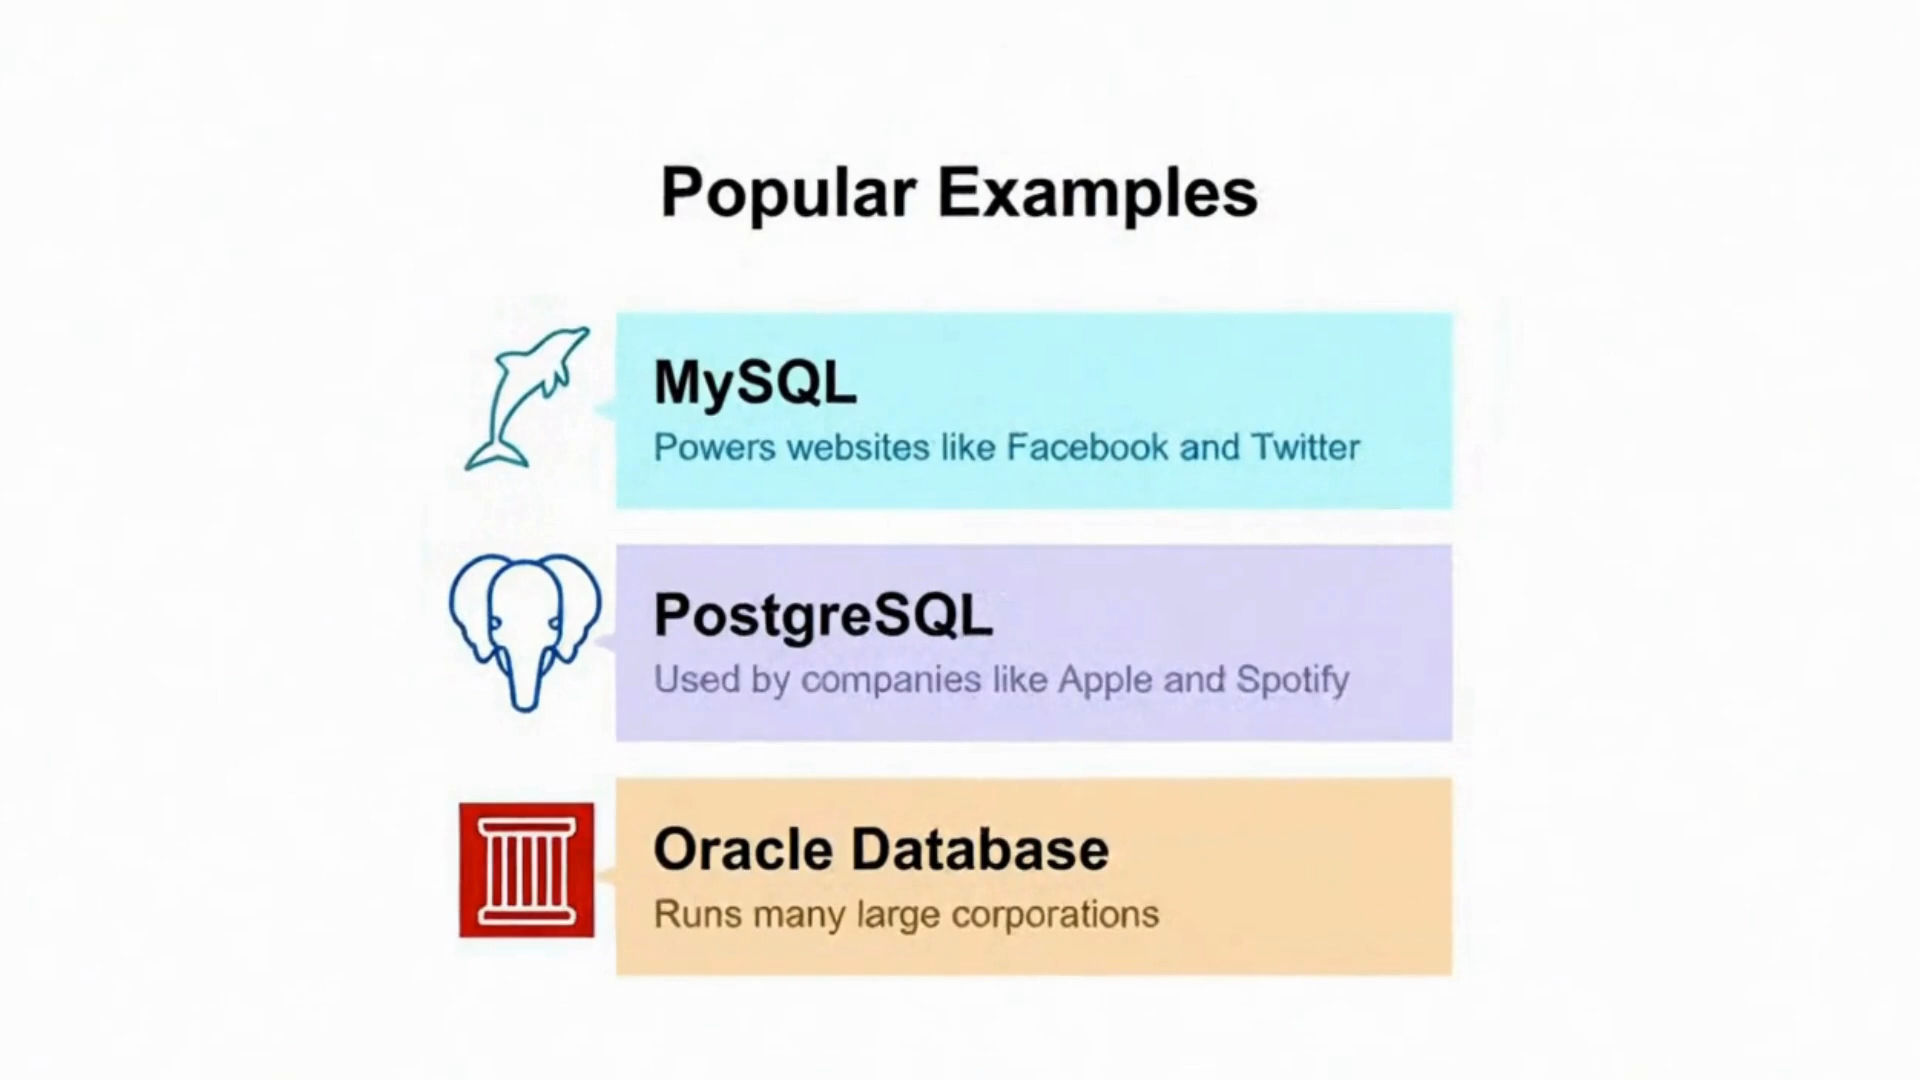 Popular Examples
MySQL
Powers websites like Facebook and Twitter
PostgreSQL
Used by companies like Apple and Spotify
Oracle Database
Runs many large corporations